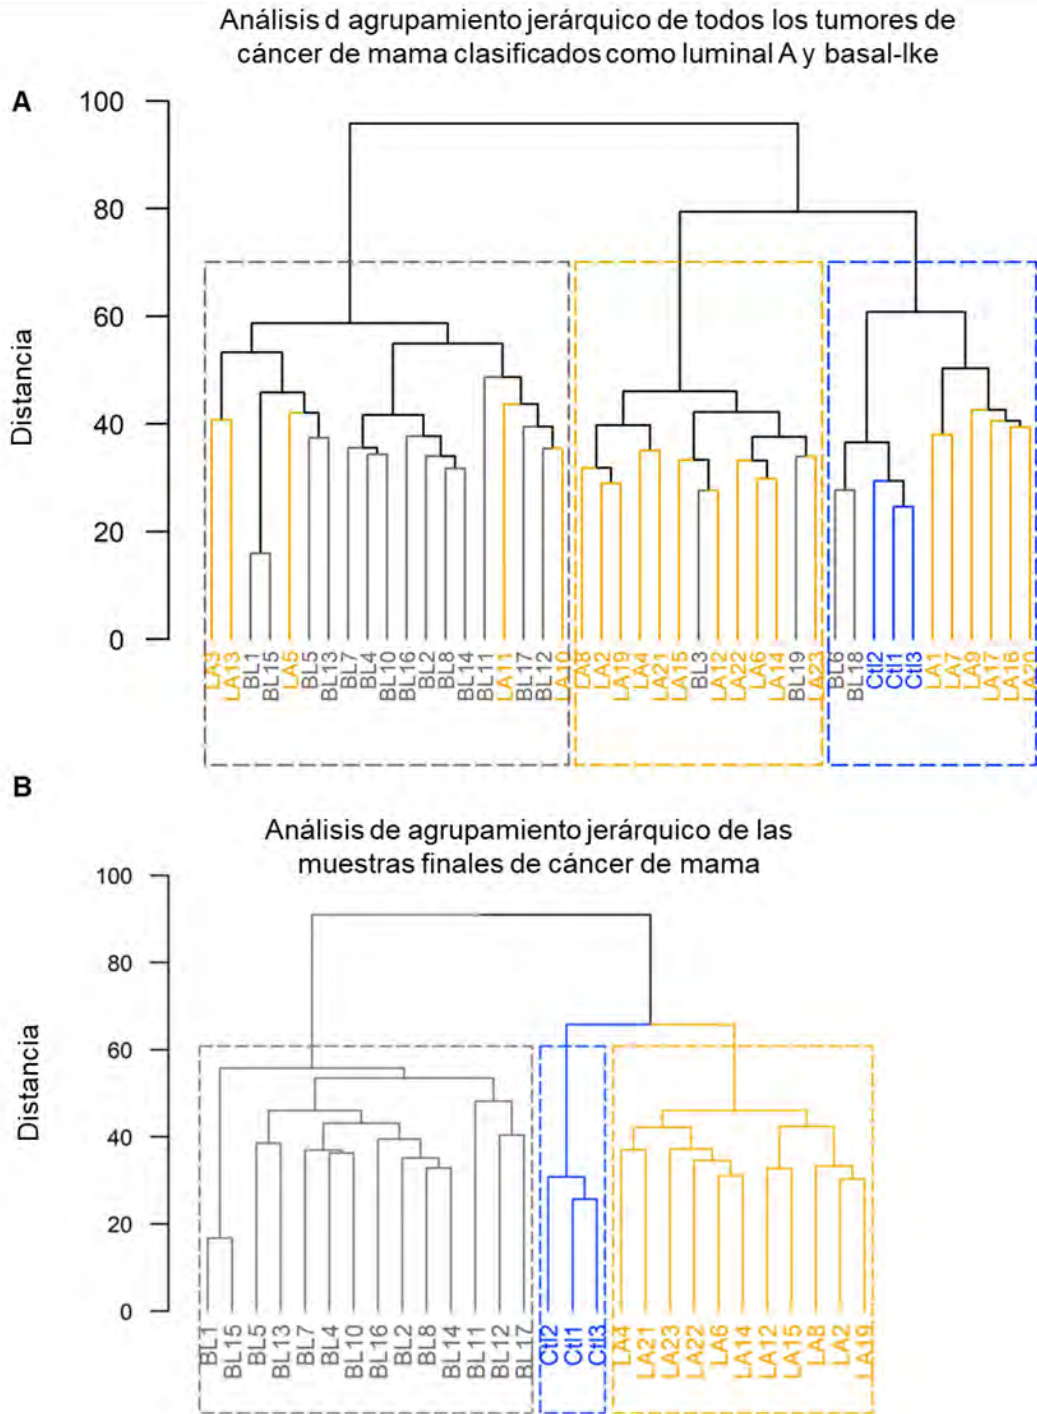 Análisis d agrupamiento jerárquico de todos los tumores de
cáncer de mama clasificados como luminal A y basal-lke
A
100
80
60
40
20
0
Distancia
LA3
LA13
BL1
BL15
LA5
BL5
BL13
BL7
BL4
BL10
BL16
BL2
BL8
BL14
BL11
LA11
BL17
BL12
LA10
LA8
LA2
LA19
LA4
LA21
LA15
BL3
LA12
LA22
LA6
LA14
BL19
LA23
BL6
BL18
Ctl2
Ctl1
Ctl3
LA1
LA7
LA9
LA17
LA16
LA20
B
Análisis de agrupamiento jerárquico de las
muestras finales de cáncer de mama
100
80
60
40
20
0
Distancia
BL1
BL15
BL5
BL13
BL7
BL4
BL10
BL16
BL2
BL8
BL14
BL11
BL12
BL17
Ctl2
Ctl1
Ctl3
LA4
LA21
LA23
LA22
LA6
LA14
LA12
LA15
LA8
LA2
LA19